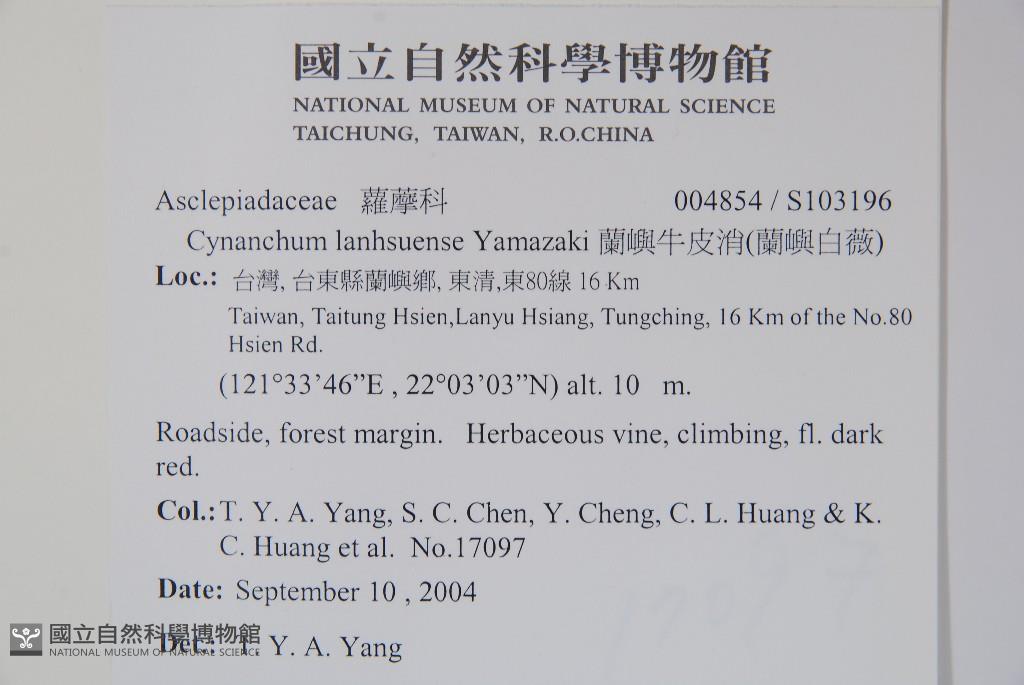 國立自然科學博物館
NATIONAL MUSEUM OF NATURAL SCIENCE
TAICHUNG, TAIWAN, R.O.CHINA
Asclepiadaceae 蘿藦科 004854 / S103196
Cynanchum lanhsuense Yamazaki 蘭嶼牛皮消(蘭嶼白薇)
Loc.: 台灣, 台東縣蘭嶼鄉, 東清,東80線 16 Km
Taiwan, Taitung Hsien,Lanyu Hsiang, Tungching, 16 Km of the No.80
Hsien Rd.
(121°33’46”E , 22°03’03”N) alt. 10 m.
Roadside, forest margin. Herbaceous vine, climbing, fl. dark
red.
Col.: T. Y. A. Yang, S. C. Chen, Y. Cheng, C. L. Huang & K.
C. Huang et al. No.17097
Date: September 10 , 2004
Det.: T. Y. A. Yang
國立自然科學博物館
NATIONAL MUSEUM OF NATURAL SCIENCE